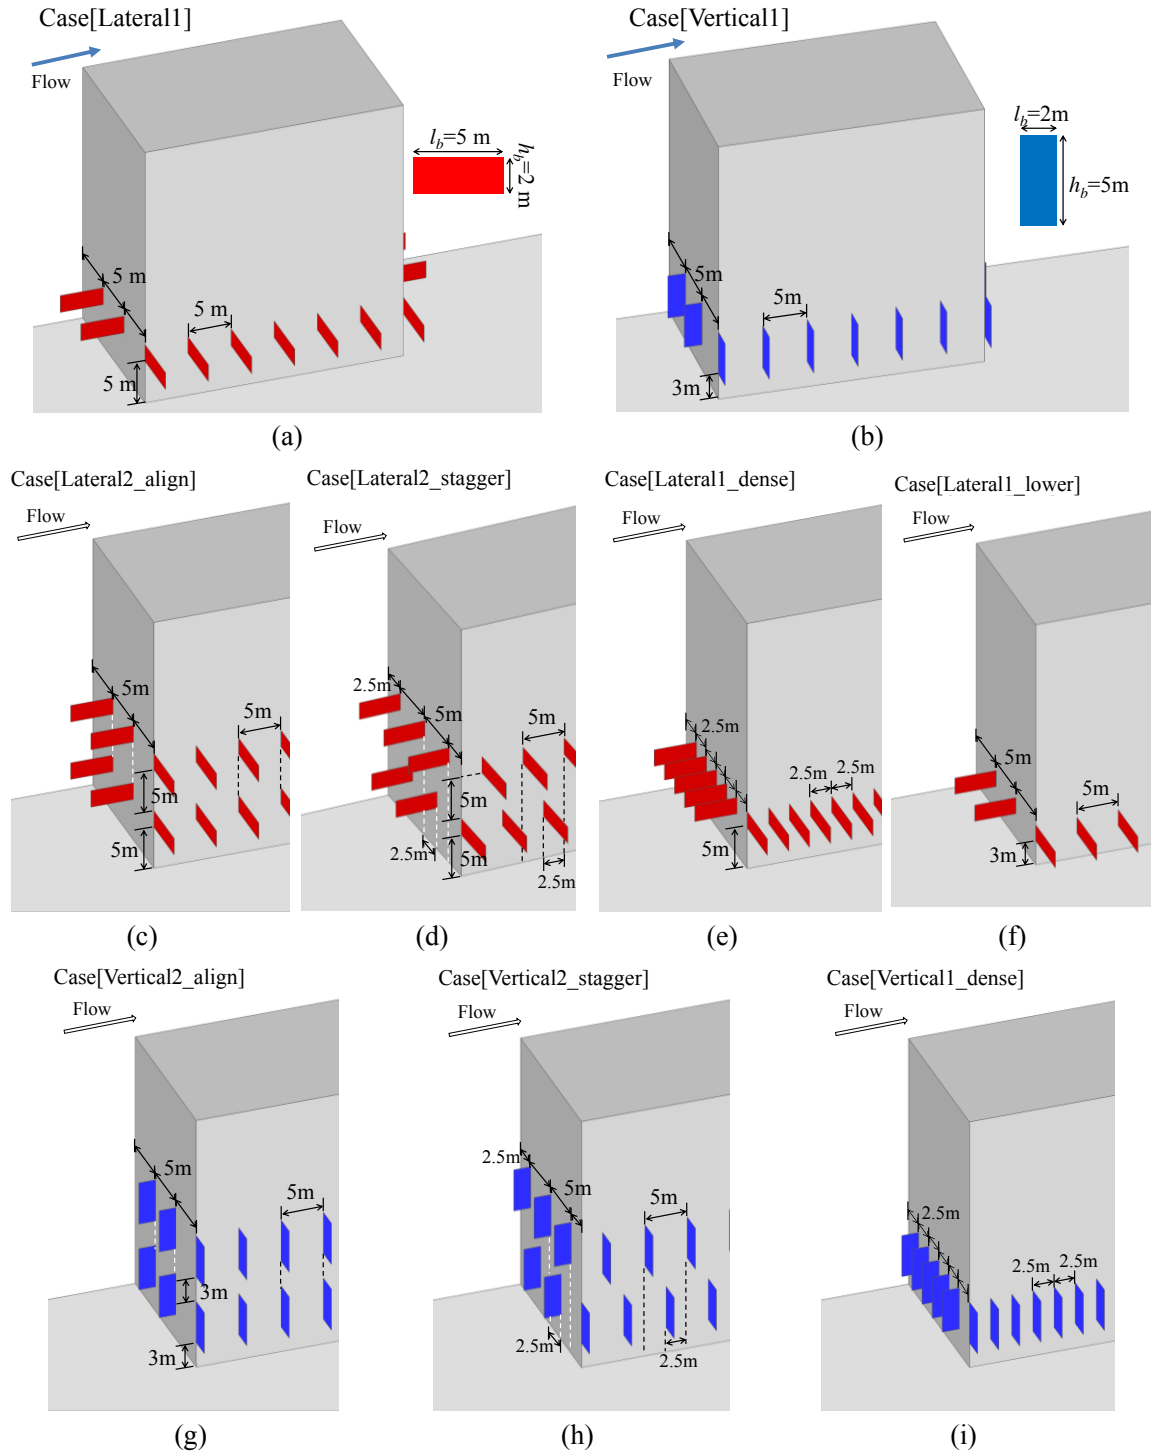 Case[Lateral1]
Flow
l_b=5 m
h_b=2 m
5 m
5 m
5 m
(a)
Case[Vertical1]
Flow
l_b=2m
h_b=5m
5m
5m
3m
(b)
Case[Lateral2_align]
Flow
5m
5m
5m
5m
(c)
Case[Lateral2_stagger]
Flow
2.5m
5m
5m
5m
2.5m
5m
2.5m
(d)
Case[Lateral1_dense]
Flow
2.5m
2.5m
2.5m
5m
(e)
Case[Lateral1_lower]
Flow
5m
5m
3m
(f)
Case[Vertical2_align]
Flow
5m
5m
3m
3m
(g)
Case[Vertical2_stagger]
Flow
2.5m
5m
5m
2.5m
2.5m
(h)
Case[Vertical1_dense]
Flow
2.5m
2.5m
2.5m
(i)